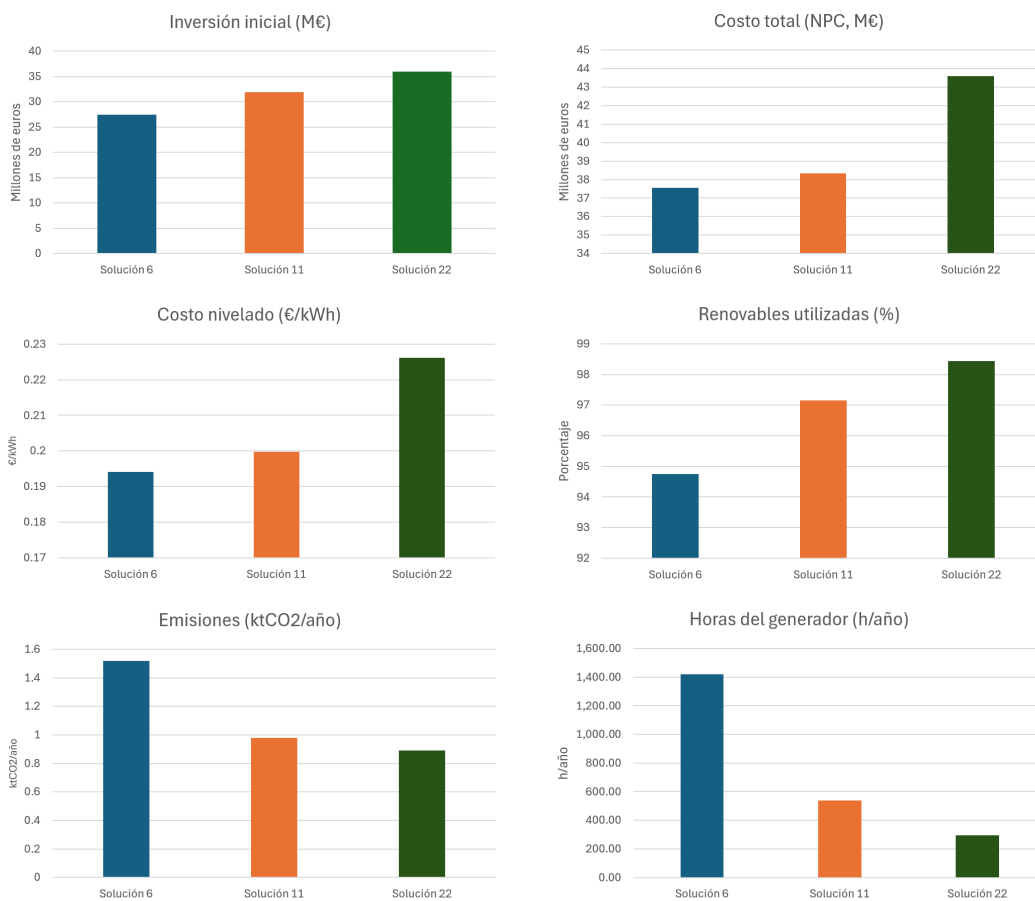 Inversión inicial (M€)
Millones de euros
40
35
30
25
20
15
10
5
0
Solución 6
Solución 11
Solución 22
Costo total (NPC, M€)
Millones de euros
45
44
43
42
41
40
39
38
37
36
35
34
Solución 6
Solución 11
Solución 22
Costo nivelado (€/kWh)
€/kWh
0.23
0.22
0.21
0.2
0.19
0.18
0.17
Solución 6
Solución 11
Solución 22
Renovables utilizadas (%)
Porcentaje
99
98
97
96
95
94
93
92
Solución 6
Solución 11
Solución 22
Emisiones (ktCO2/año)
ktCO2/año
1.6
1.4
1.2
1
0.8
0.6
0.4
0.2
0
Solución 6
Solución 11
Solución 22
Horas del generador (h/año)
h/año
1,600.00
1,400.00
1,200.00
1,000.00
800.00
600.00
400.00
200.00
0.00
Solución 6
Solución 11
Solución 22